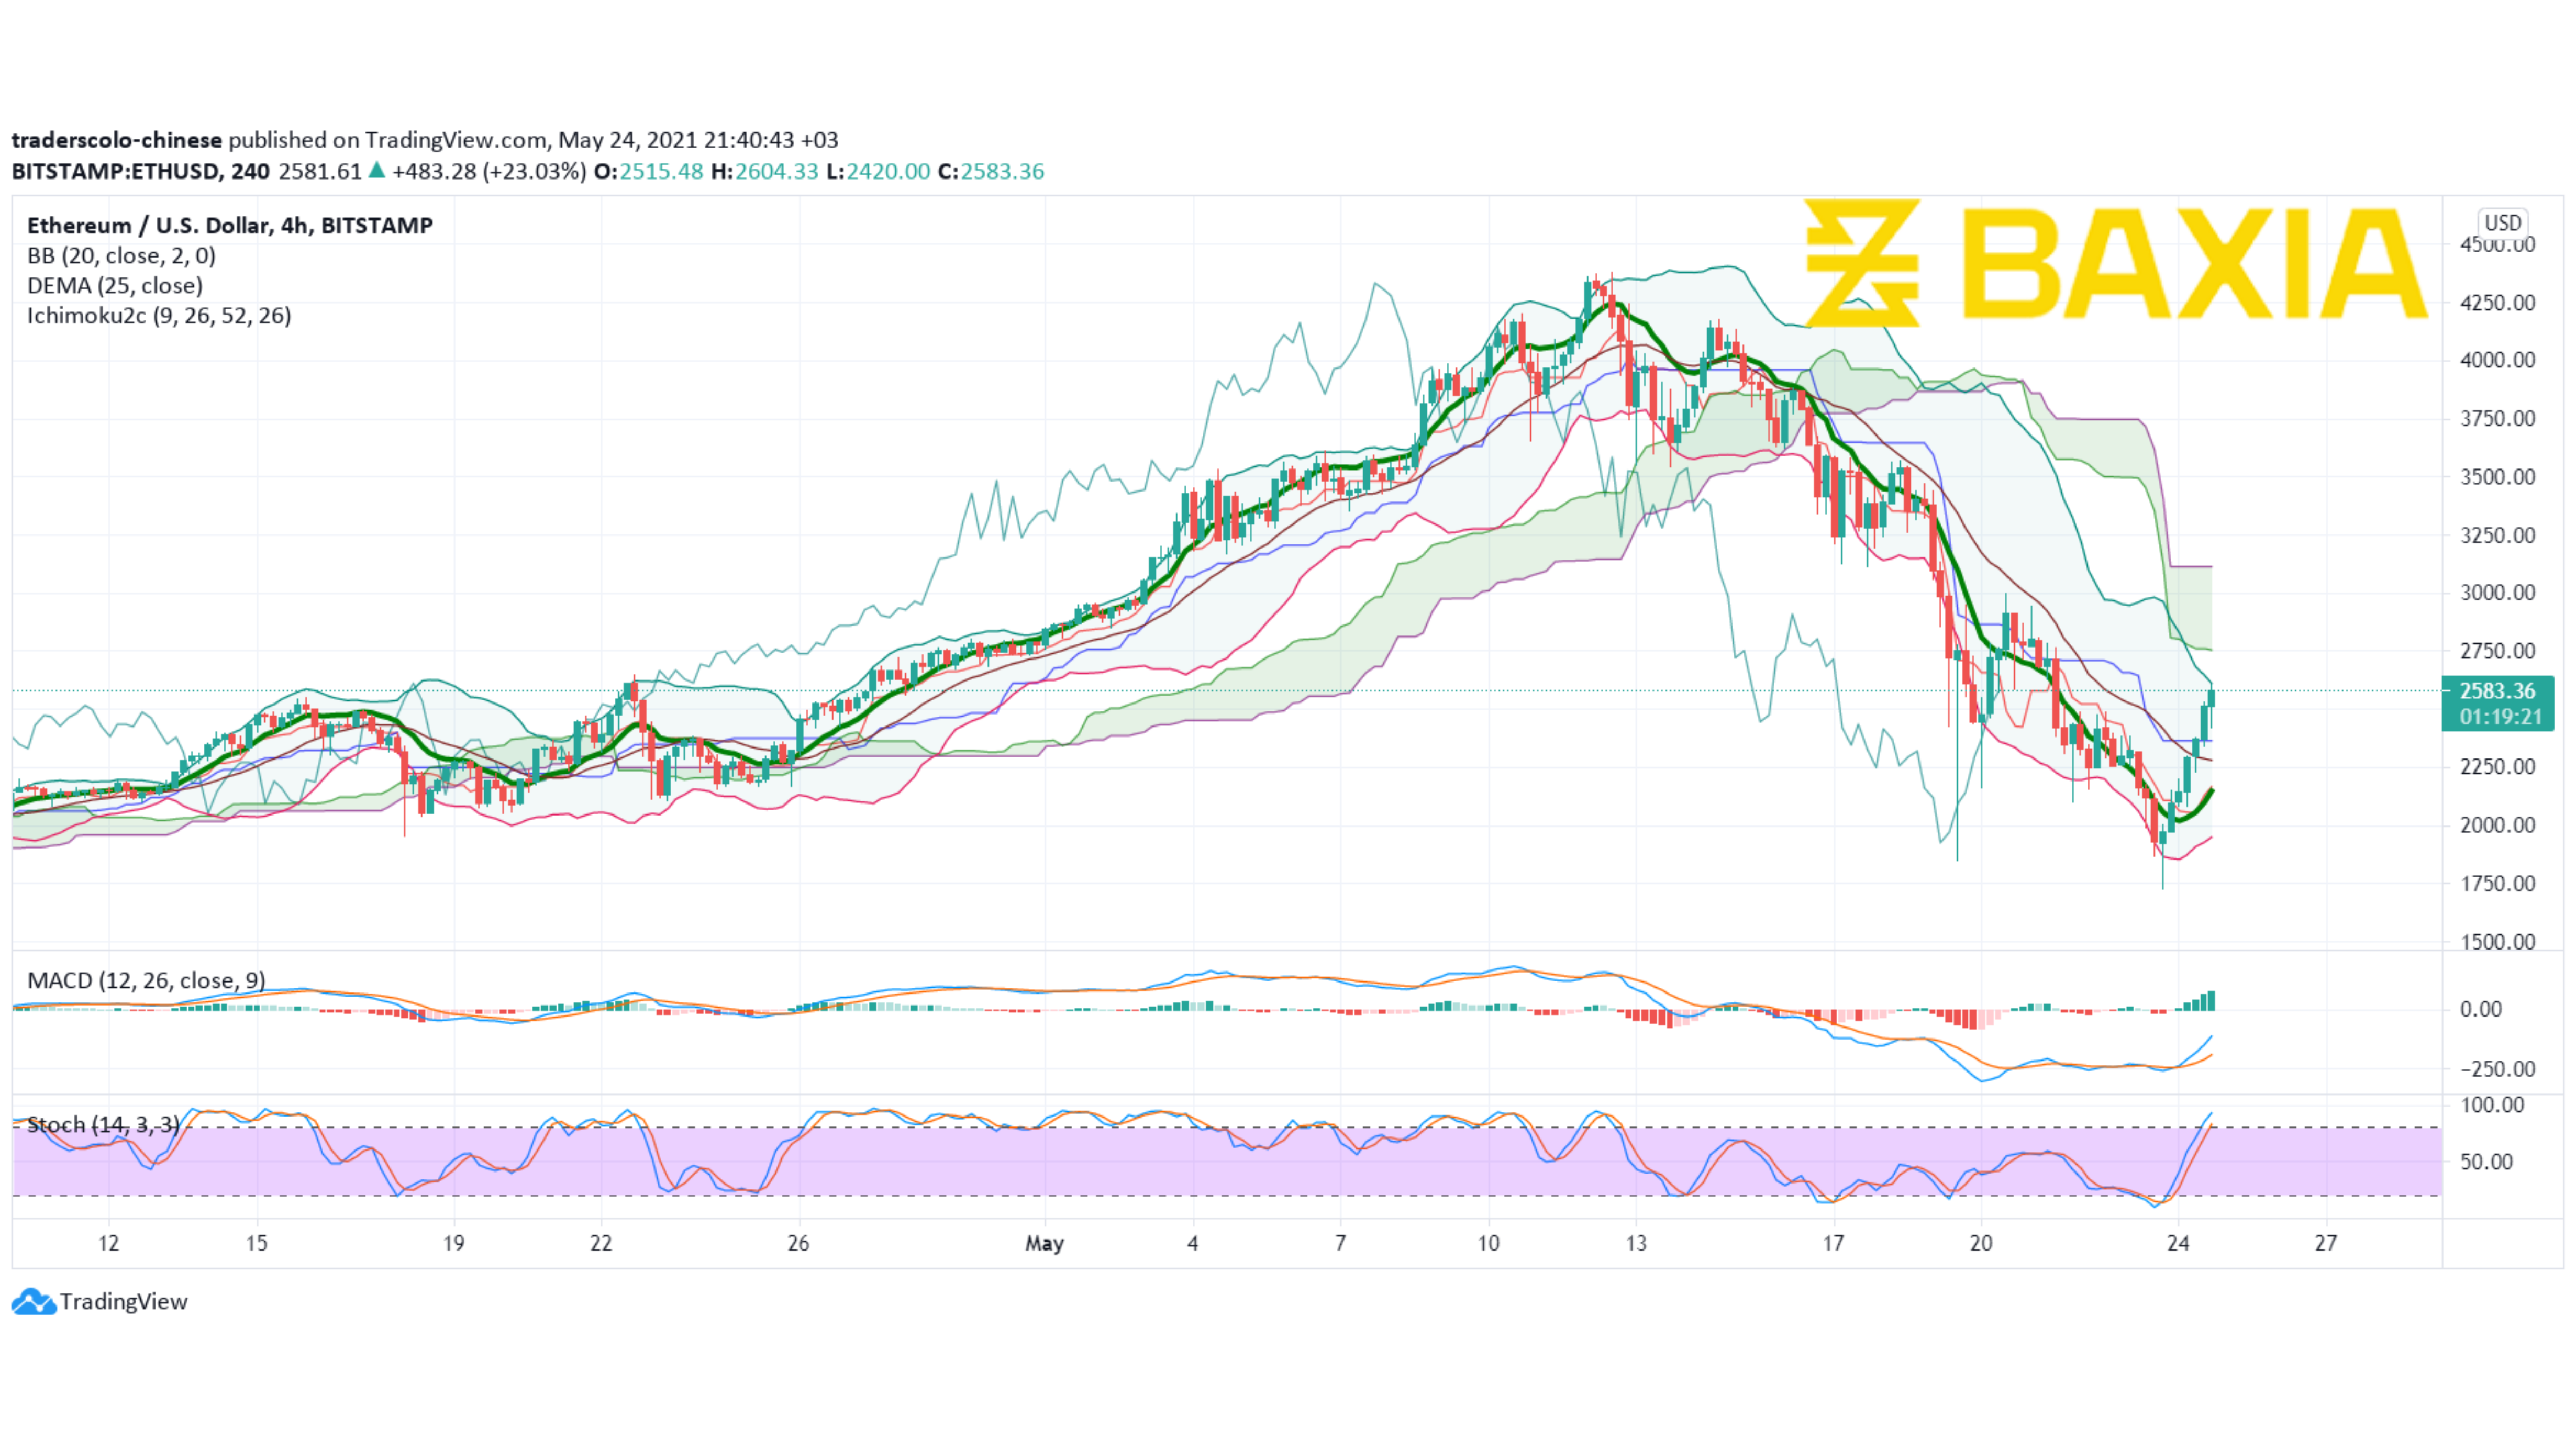 traderscolo-chinese published on TradingView.com, May 24, 2021 21:40:43 +03
BITSTAMP:ETHUSD, 240 2581.61 ▲ +483.28 (+23.03%) O:2515.48 H:2604.33 L:2420.00 C:2583.36
Ethereum / U.S. Dollar, 4h, BITSTAMP
BB (20, close, 2, 0)
DEMA (25, close)
Ichimoku2c (9, 26, 52, 26)
BAXIA
USD
4500.00
4250.00
4000.00
3750.00
3500.00
3250.00
3000.00
2750.00
2583.36
01:19:21
2250.00
2000.00
1750.00
1500.00
MACD (12, 26, close, 9)
0.00
−250.00
Stoch (14, 3, 3)
100.00
50.00
12 15 19 22 26 May 4 7 10 13 17 20 24 27
TradingView